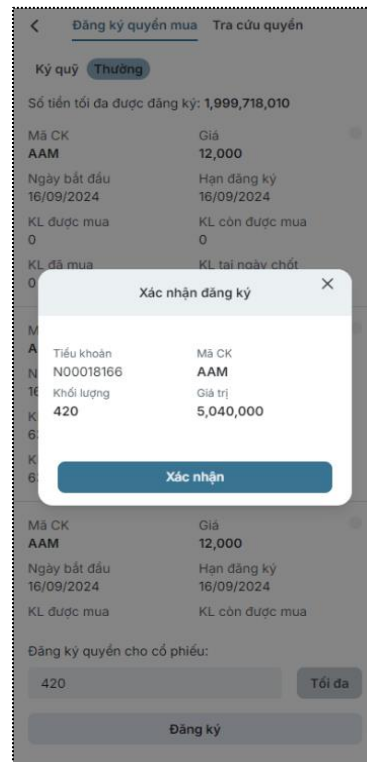 Đăng ký quyền mua Tra cứu quyền
Ký quỹ Thường
Số tiền tối đa được đăng ký: 1,999,718,010
Mã CK Giá
AAM 12,000
Ngày bắt đầu Hạn đăng ký
16/09/2024 16/09/2024
KL được mua KL còn được mua
0 0
KL đã mua KL tại ngày chốt
0
Xác nhận đăng ký
Tiểu khoản Mã CK
N00018166 AAM
Khối lượng Giá trị
420 5,040,000
Xác nhận
Mã CK Giá
AAM 12,000
Ngày bắt đầu Hạn đăng ký
16/09/2024 16/09/2024
KL được mua KL còn được mua
Đăng ký quyền cho cổ phiếu:
420 Tối đa
Đăng ký